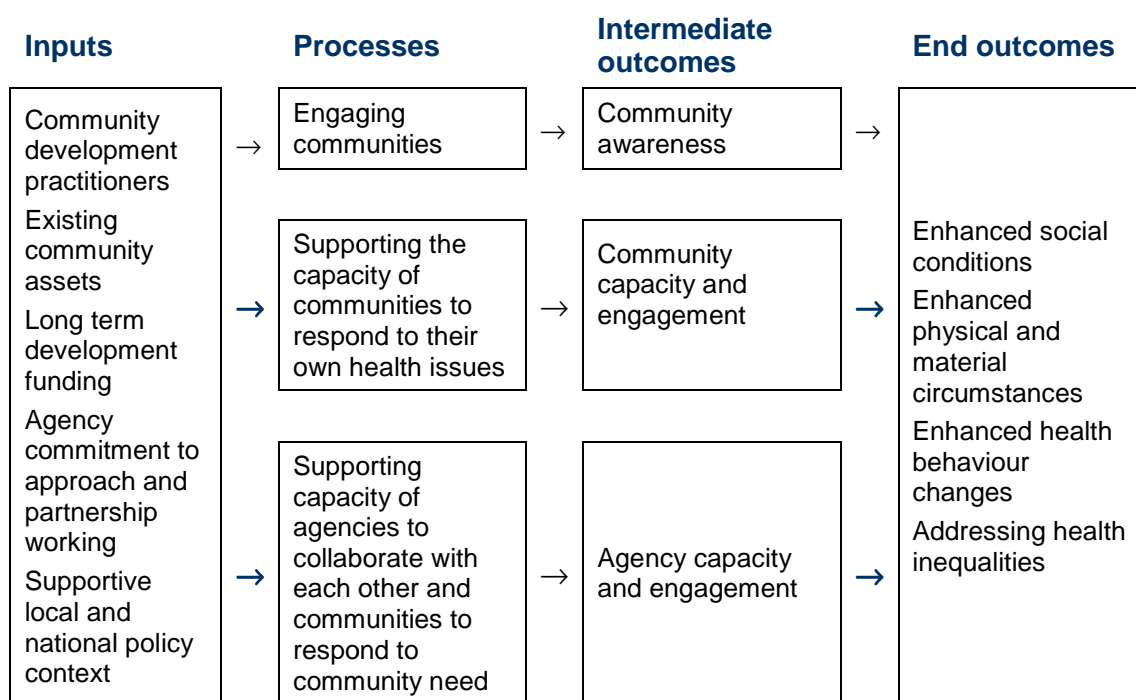 Inputs
Community
development
practitioners
Existing
community
assets
Long term
development
funding
Agency
commitment to
approach and
partnership
working
Supportive
local and
national policy
context
Processes
Engaging
communities
Supporting the
capacity of
communities to
respond to their
own health issues
Supporting
capacity of
agencies to
collaborate with
each other and
communities to
respond to
community need
Intermediate
outcomes
Community
awareness
Community
capacity and
engagement
Agency capacity
and engagement
End outcomes
Enhanced social
conditions
Enhanced
physical and
material
circumstances
Enhanced health
behaviour
changes
Addressing health
inequalities